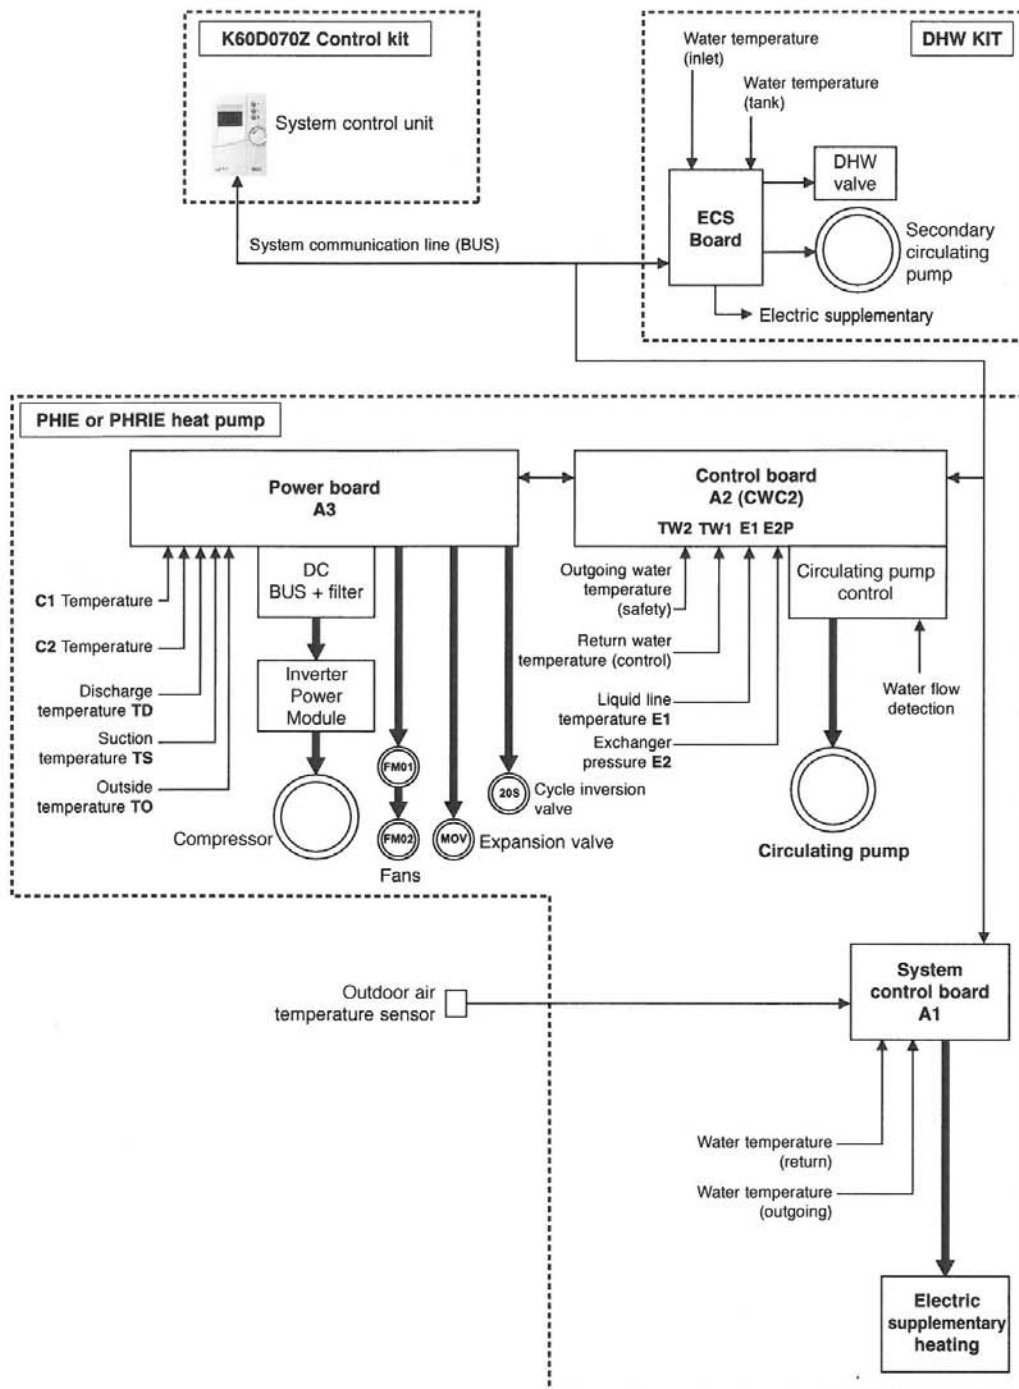 K60D070Z Control kit
System control unit
System communication line (BUS)
DHW KIT
Water temperature
(inlet)
Water temperature
(tank)
ECS
Board
DHW
valve
Secondary
circulating
pump
Electric supplementary
PHIE or PHRIE heat pump
Power board
A3
Control board
A2 (CWC2)
TW2 TW1 E1 E2P
DC
BUS + filter
Circulating pump
control
C1 Temperature
C2 Temperature
Discharge
temperature TD
Suction
temperature TS
Outside
temperature TO
Inverter
Power
Module
Compressor
FM01
FM02
Fans
MOV
Expansion valve
20S
Cycle inversion
valve
Outgoing water
temperature
(safety)
Return water
temperature (control)
Liquid line
temperature E1
Exchanger
pressure E2
Water flow
detection
Circulating pump
Outdoor air
temperature sensor
System
control board
A1
Water temperature
(return)
Water temperature
(outgoing)
Electric
supplementary
heating